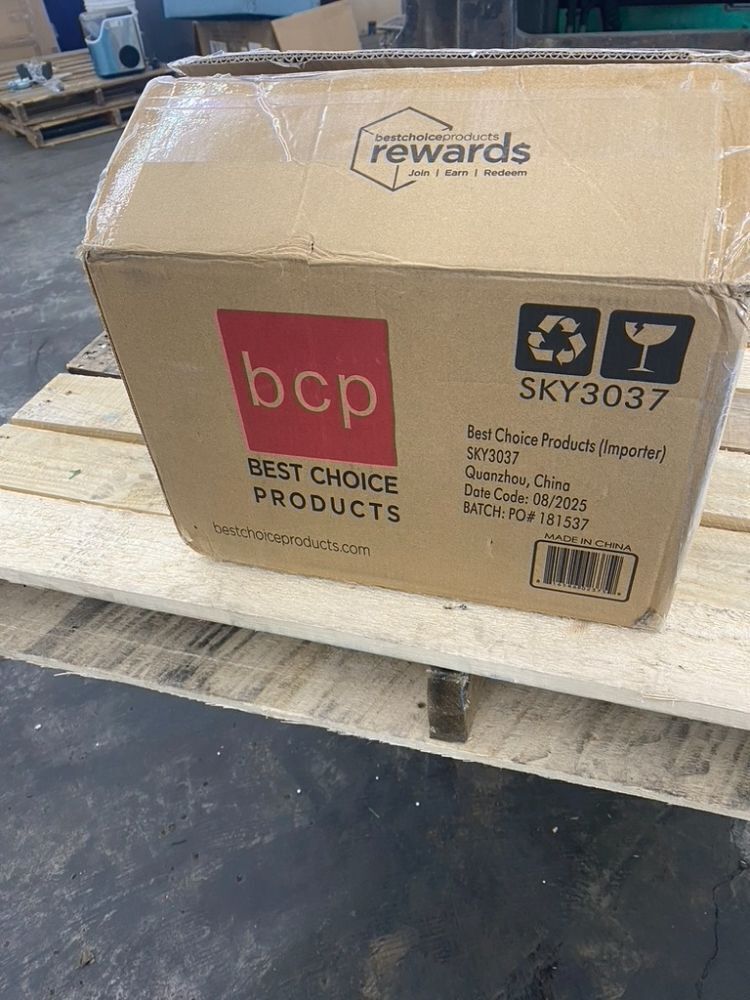 bestchoiceproducts
rewards
Join | Earn | Redeem
bcp
BEST CHOICE
PRODUCTS
bestchoiceproducts.com
SKY3037
Best Choice Products (Importer)
SKY3037
Quanzhou, China
Date Code: 08/2025
BATCH: PO# 181537
MADE IN CHINA